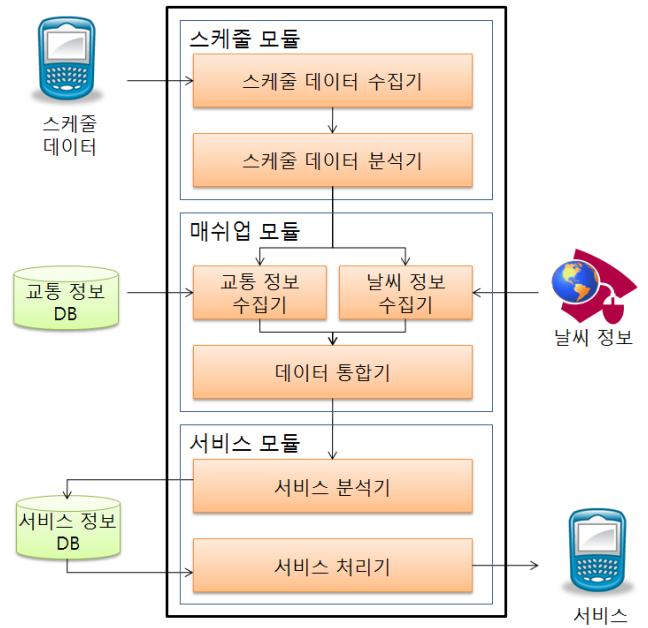 스케줄 모듈
스케줄 데이터 수집기
스케줄
데이터
스케줄 데이터 분석기
매쉬업 모듈
교통 정보
DB
교통 정보
수집기
날씨 정보
수집기
날씨 정보
데이터 통합기
서비스 모듈
서비스 분석기
서비스 정보
DB
서비스 처리기
서비스